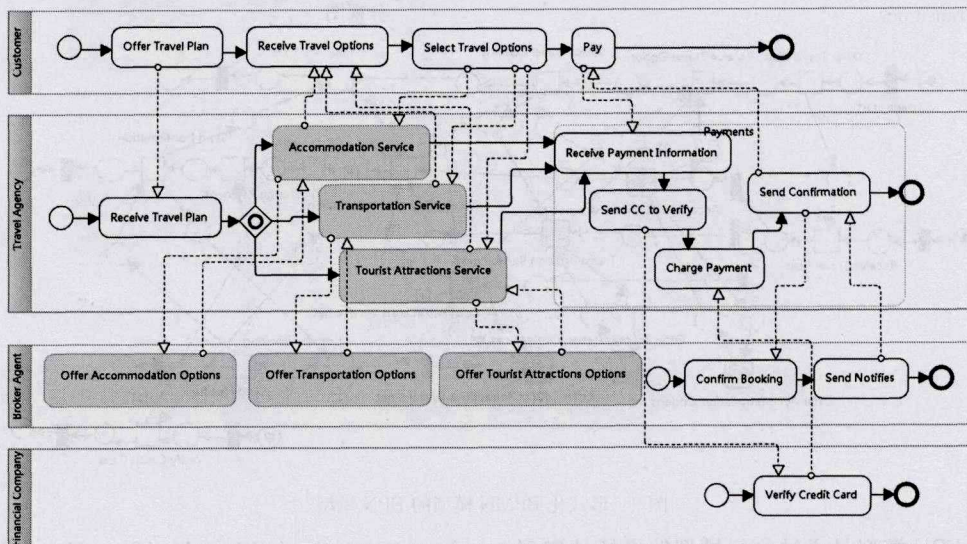 Customer
Offer Travel Plan
Receive Travel Options
Select Travel Options
Pay
Travel Agency
Receive Travel Plan
Accommodation Service
Transportation Service
Tourist Attractions Service
Payments
Receive Payment Information
Send CC to Verify
Charge Payment
Send Confirmation
Broker Agent
Offer Accommodation Options
Offer Transportation Options
Offer Tourist Attractions Options
Confirm Booking
Send Notifies
Financial Company
Verify Credit Card